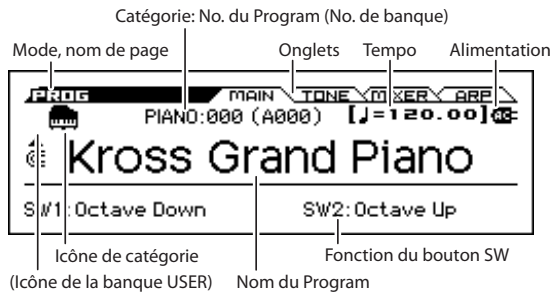 Catégorie: No. du Program (No. de banque)
Mode, nom de page Onglets Tempo Alimentation
PROG MAIN TONE MIXER ARP
PIANO:000 (A000) [♩=120.00] AC
Kross Grand Piano
SW1:Octave Down SW2:Octave Up
Icône de catégorie Fonction du bouton SW
(Icône de la banque USER) Nom du Program